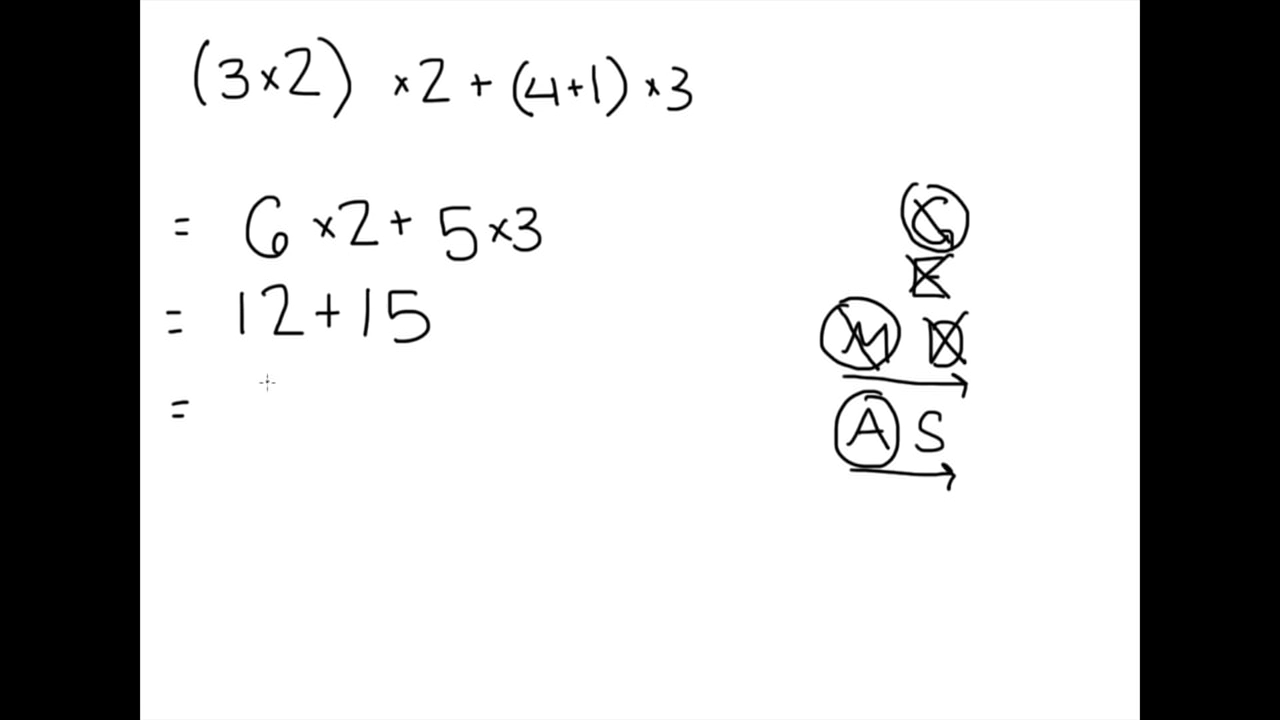 (3×2) ×2 + (4+1) ×3
= 6 ×2 + 5 ×3
= 12 + 15
=
G
E
M D
A S